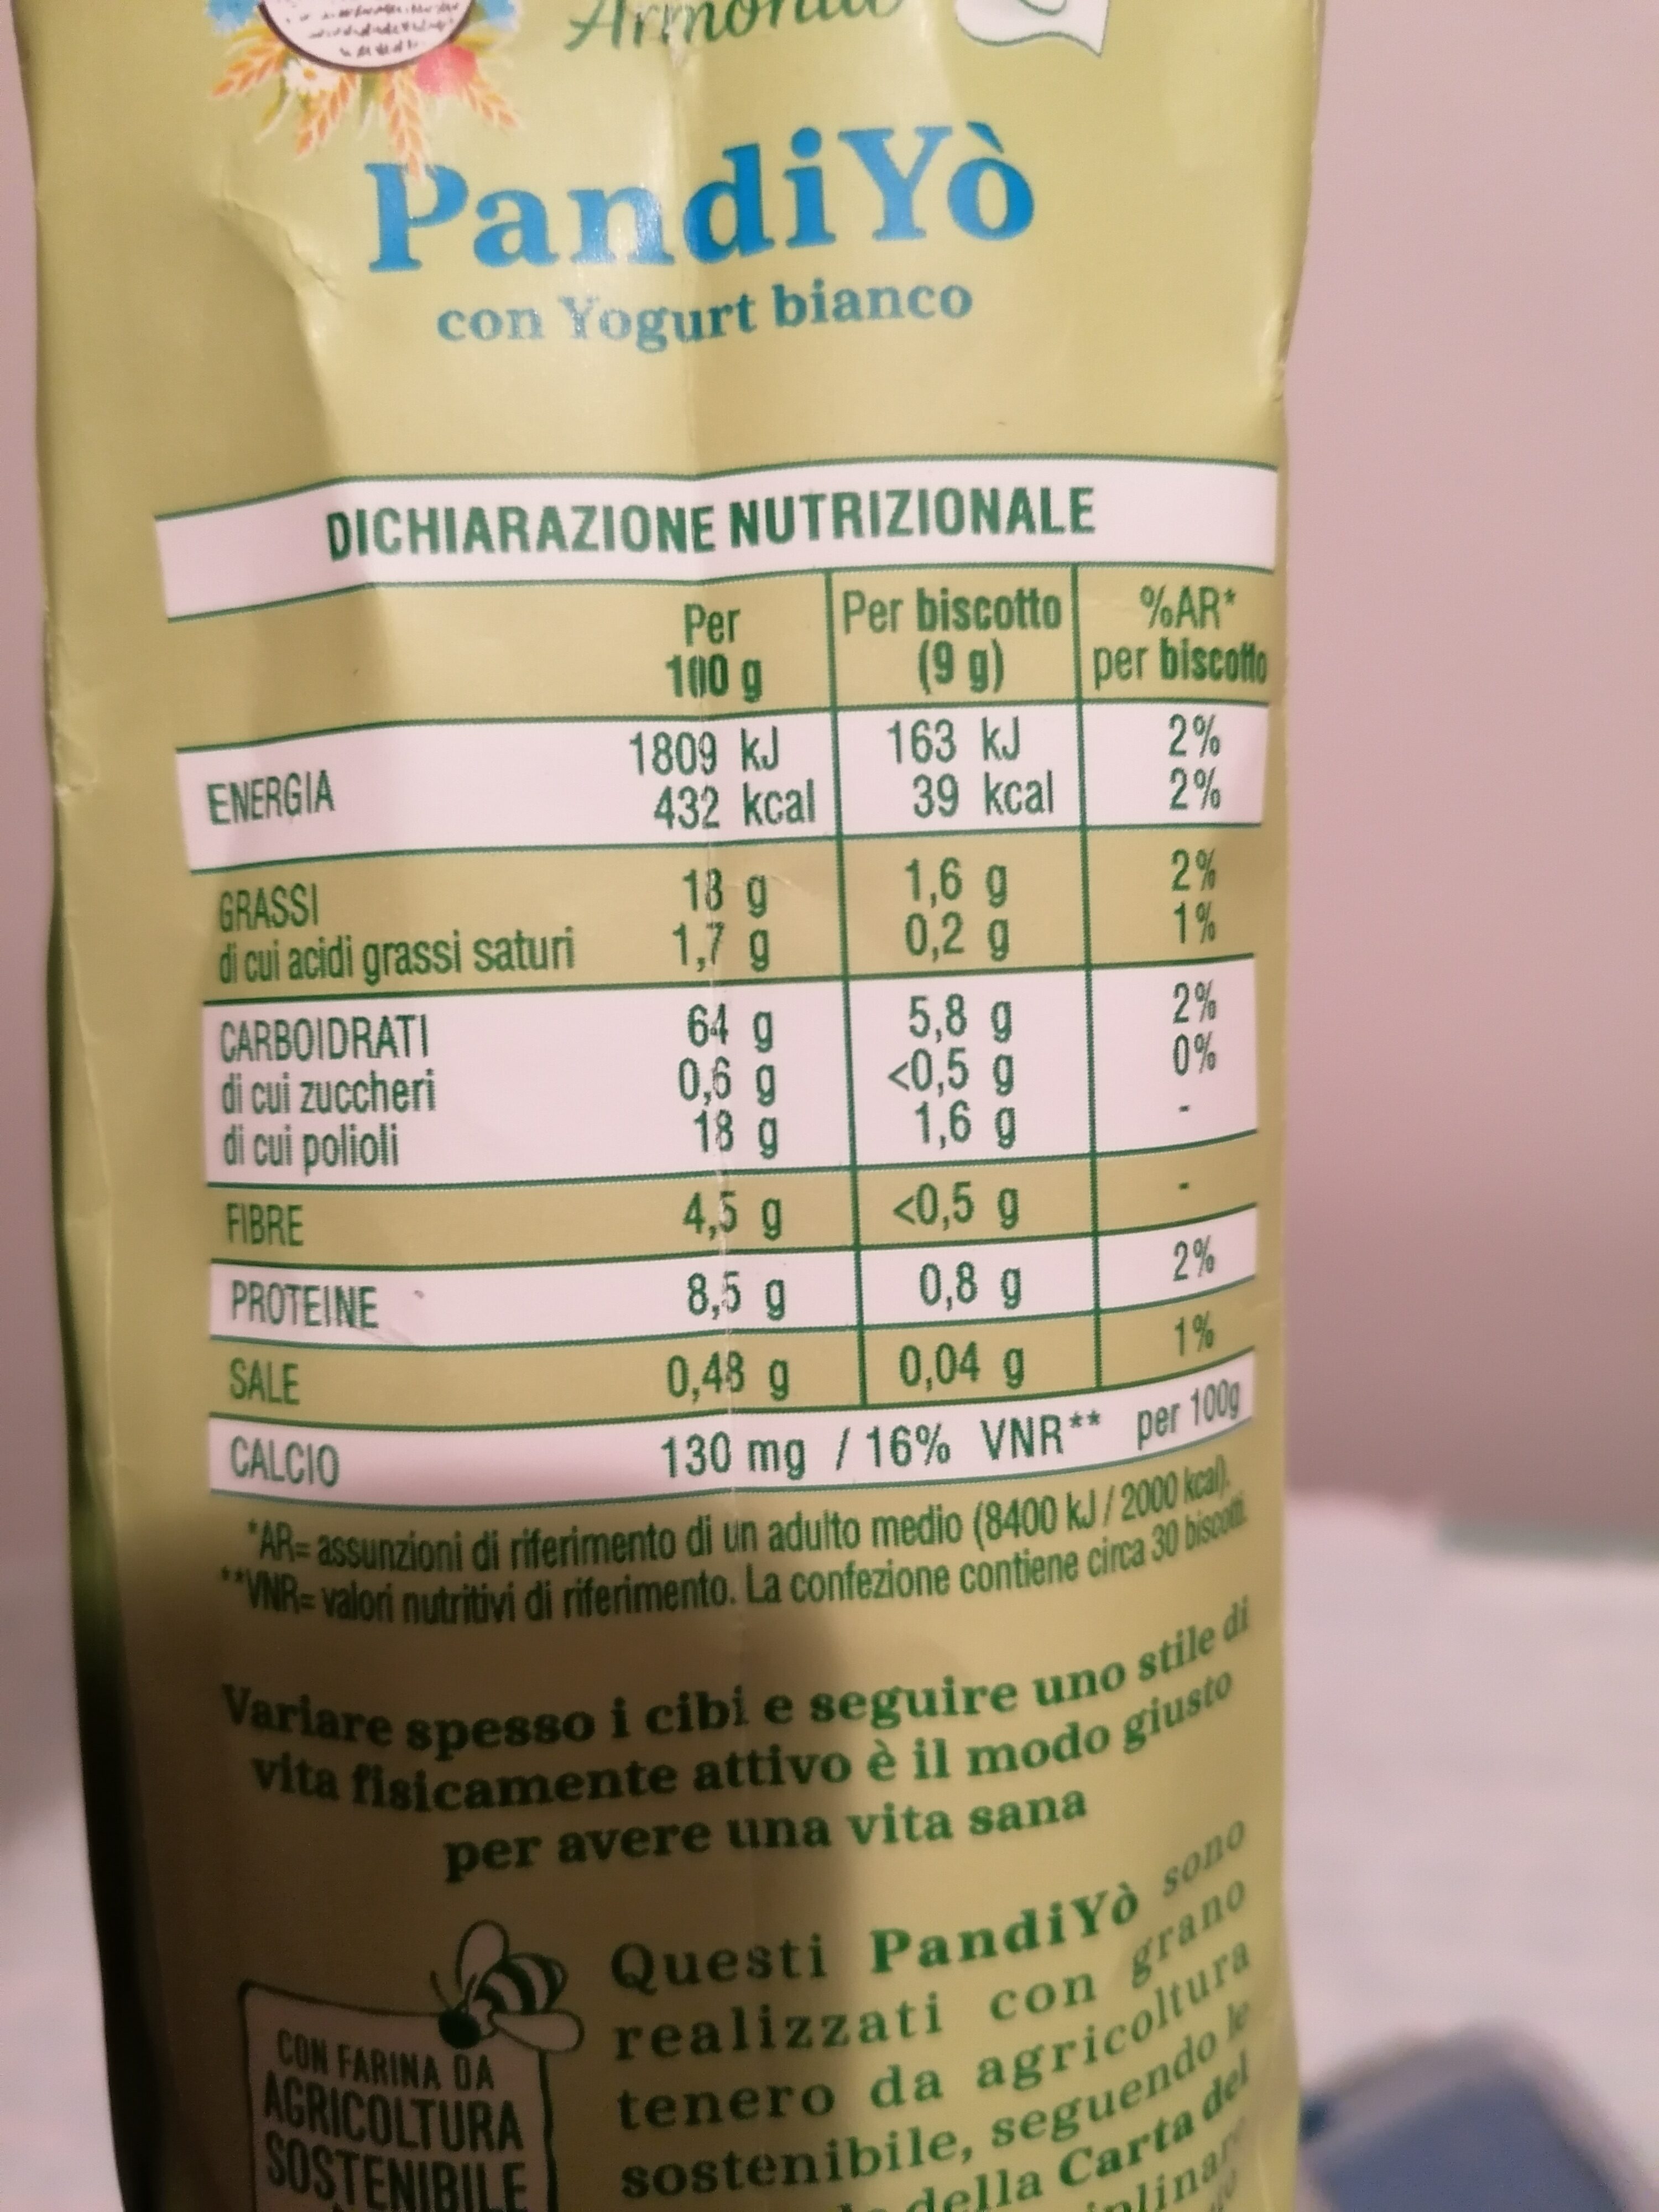 PandiYò
con Yogurt bianco
DICHIARAZIONE NUTRIZIONALE
Per 100 g Per biscotto (9 g) %AR* per biscotto
ENERGIA 1809 kJ 163 kJ 2%
432 kcal 39 kcal 2%
GRASSI 18 g 1,6 g 2%
di cui acidi grassi saturi 1,7 g 0,2 g 1%
CARBOIDRATI 64 g 5,8 g 2%
di cui zuccheri 0,6 g <0,5 g 0%
di cui polioli 18 g 1,6 g -
FIBRE 4,5 g <0,5 g -
PROTEINE 8,5 g 0,8 g 2%
SALE 0,48 g 0,04 g 1%
CALCIO 130 mg / 16% VNR** per 100g
*AR= assunzioni di riferimento di un adulto medio (8400 kJ / 2000 kcal).
**VNR= valori nutritivi di riferimento. La confezione contiene circa 30 biscotti.
Variare spesso i cibi e seguire uno stile di
vita fisicamente attivo è il modo giusto
per avere una vita sana
Questi PandiYò sono
realizzati con grano
tenero da agricoltura
sostenibile, seguendo le
della Carta del
CON FARINA DA
AGRICOLTURA
SOSTENIBILE